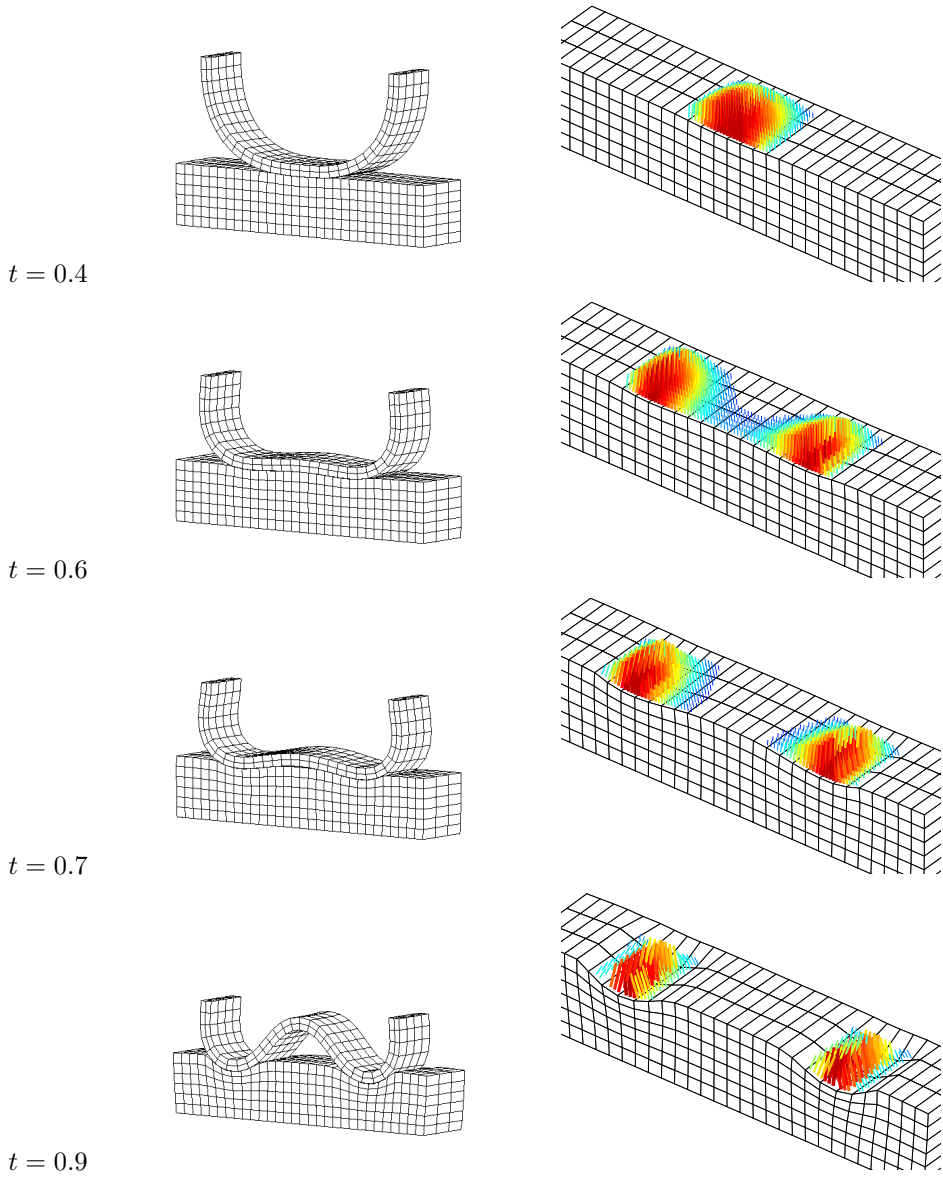 t = 0.4
t = 0.6
t = 0.7
t = 0.9